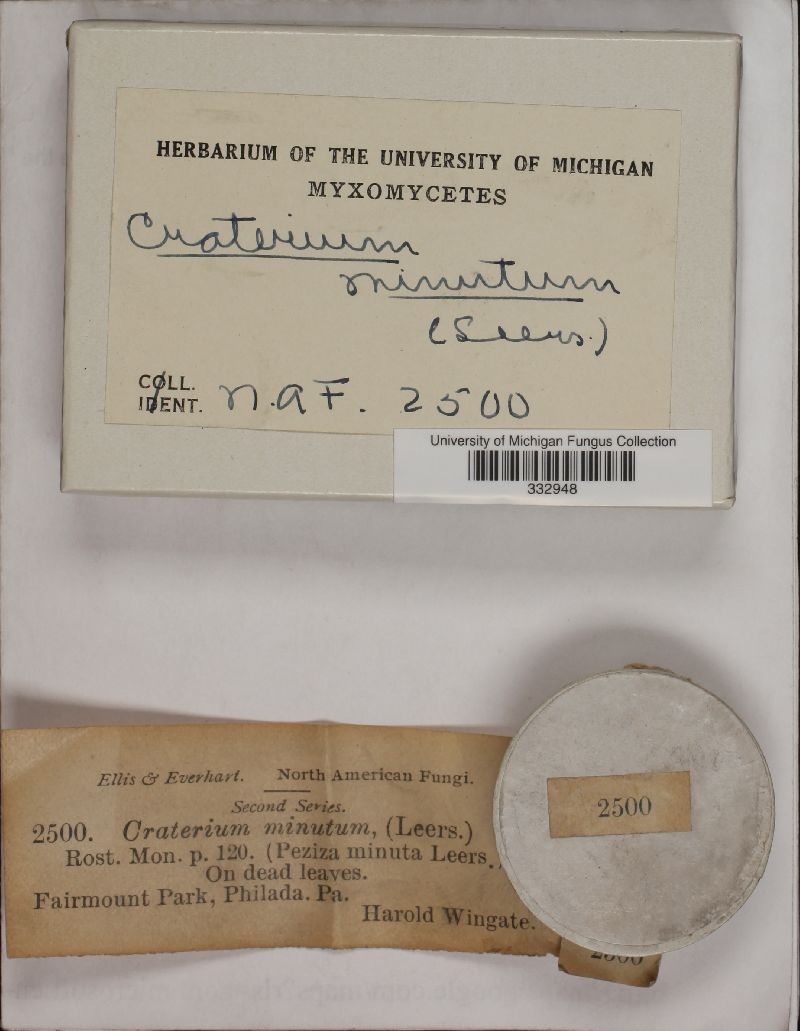 HERBARIUM OF THE UNIVERSITY OF MICHIGAN
MYXOMYCETES
Craterium
minutum
(Leers.)
COLL.
IDENT. N.A F. 2500
University of Michigan Fungus Collection
332948
Ellis & Everhart. North American Fungi.
Second Series.
2500. Craterium minutum, (Leers.)
Rost. Mon. p. 120. (Peziza minuta Leers.
On dead leaves.
Fairmount Park, Philada. Pa.
Harold Wingate.
2500
2500